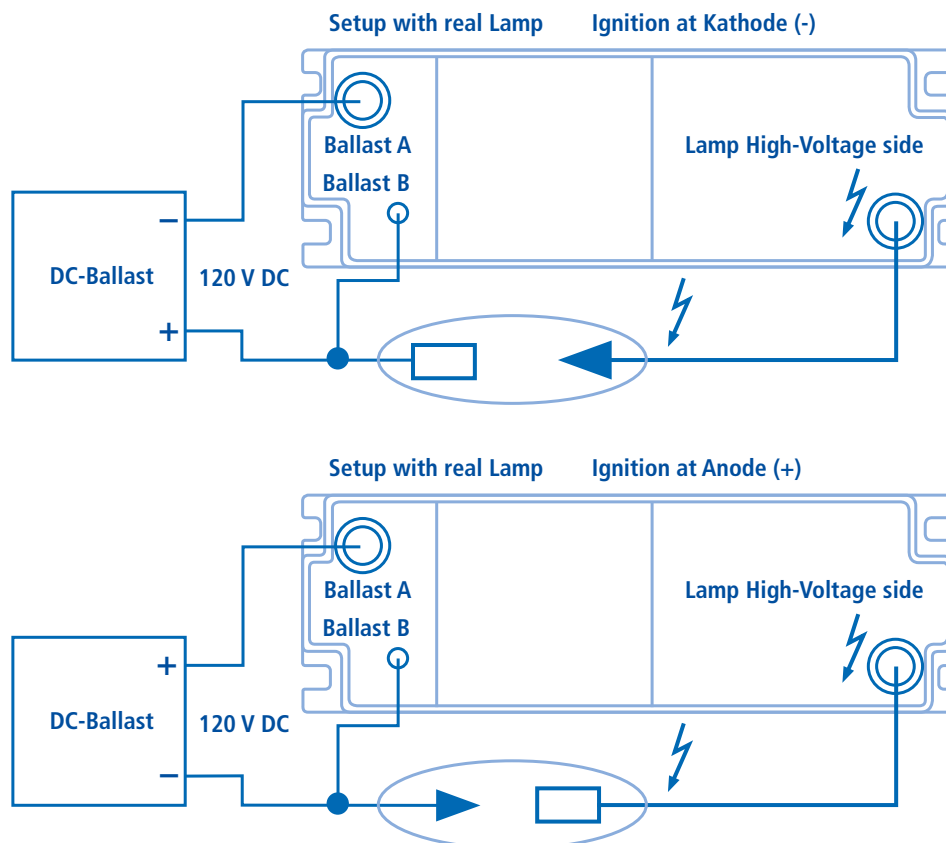 Setup with real Lamp Ignition at Kathode (-)
Ballast A
Lamp High-Voltage side
Ballast B
−
DC-Ballast
120 V DC
+
Setup with real Lamp Ignition at Anode (+)
Ballast A
Lamp High-Voltage side
Ballast B
+
DC-Ballast
120 V DC
−